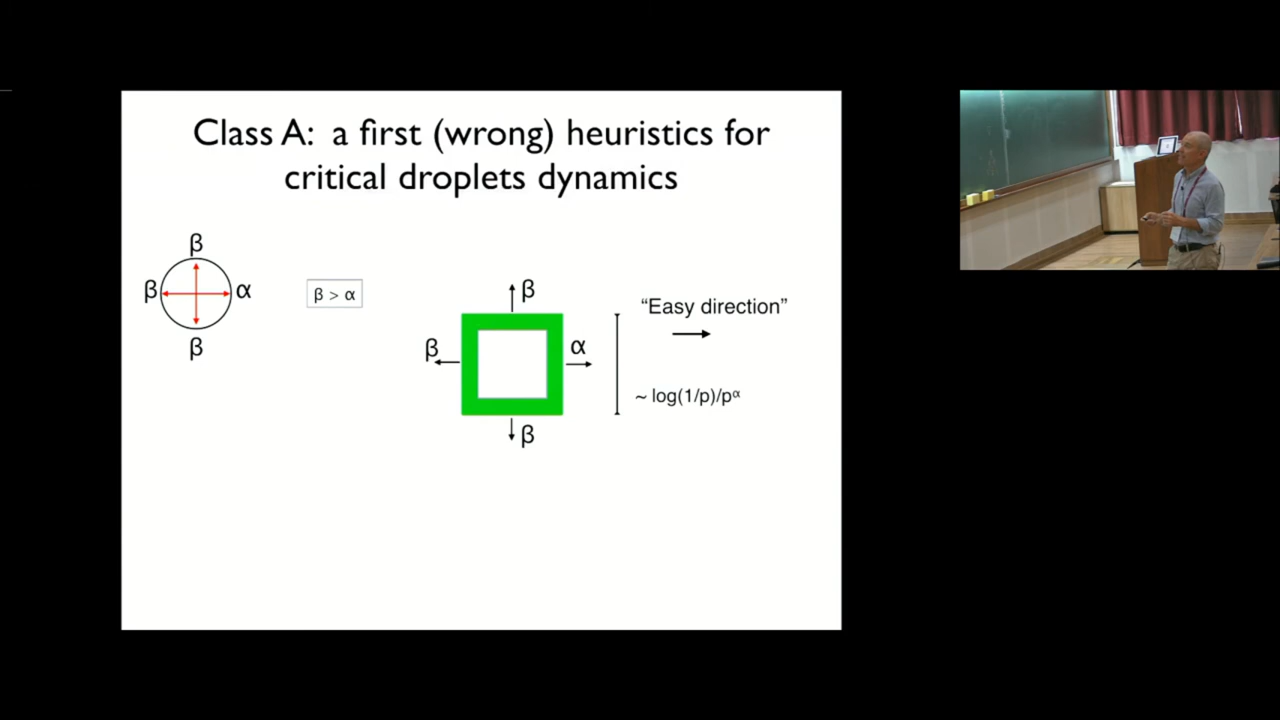 Class A: a first (wrong) heuristics for
critical droplets dynamics
β
β
α
β
β > α
β
β
α
β
“Easy direction”
~ log(1/p)/pᵅ